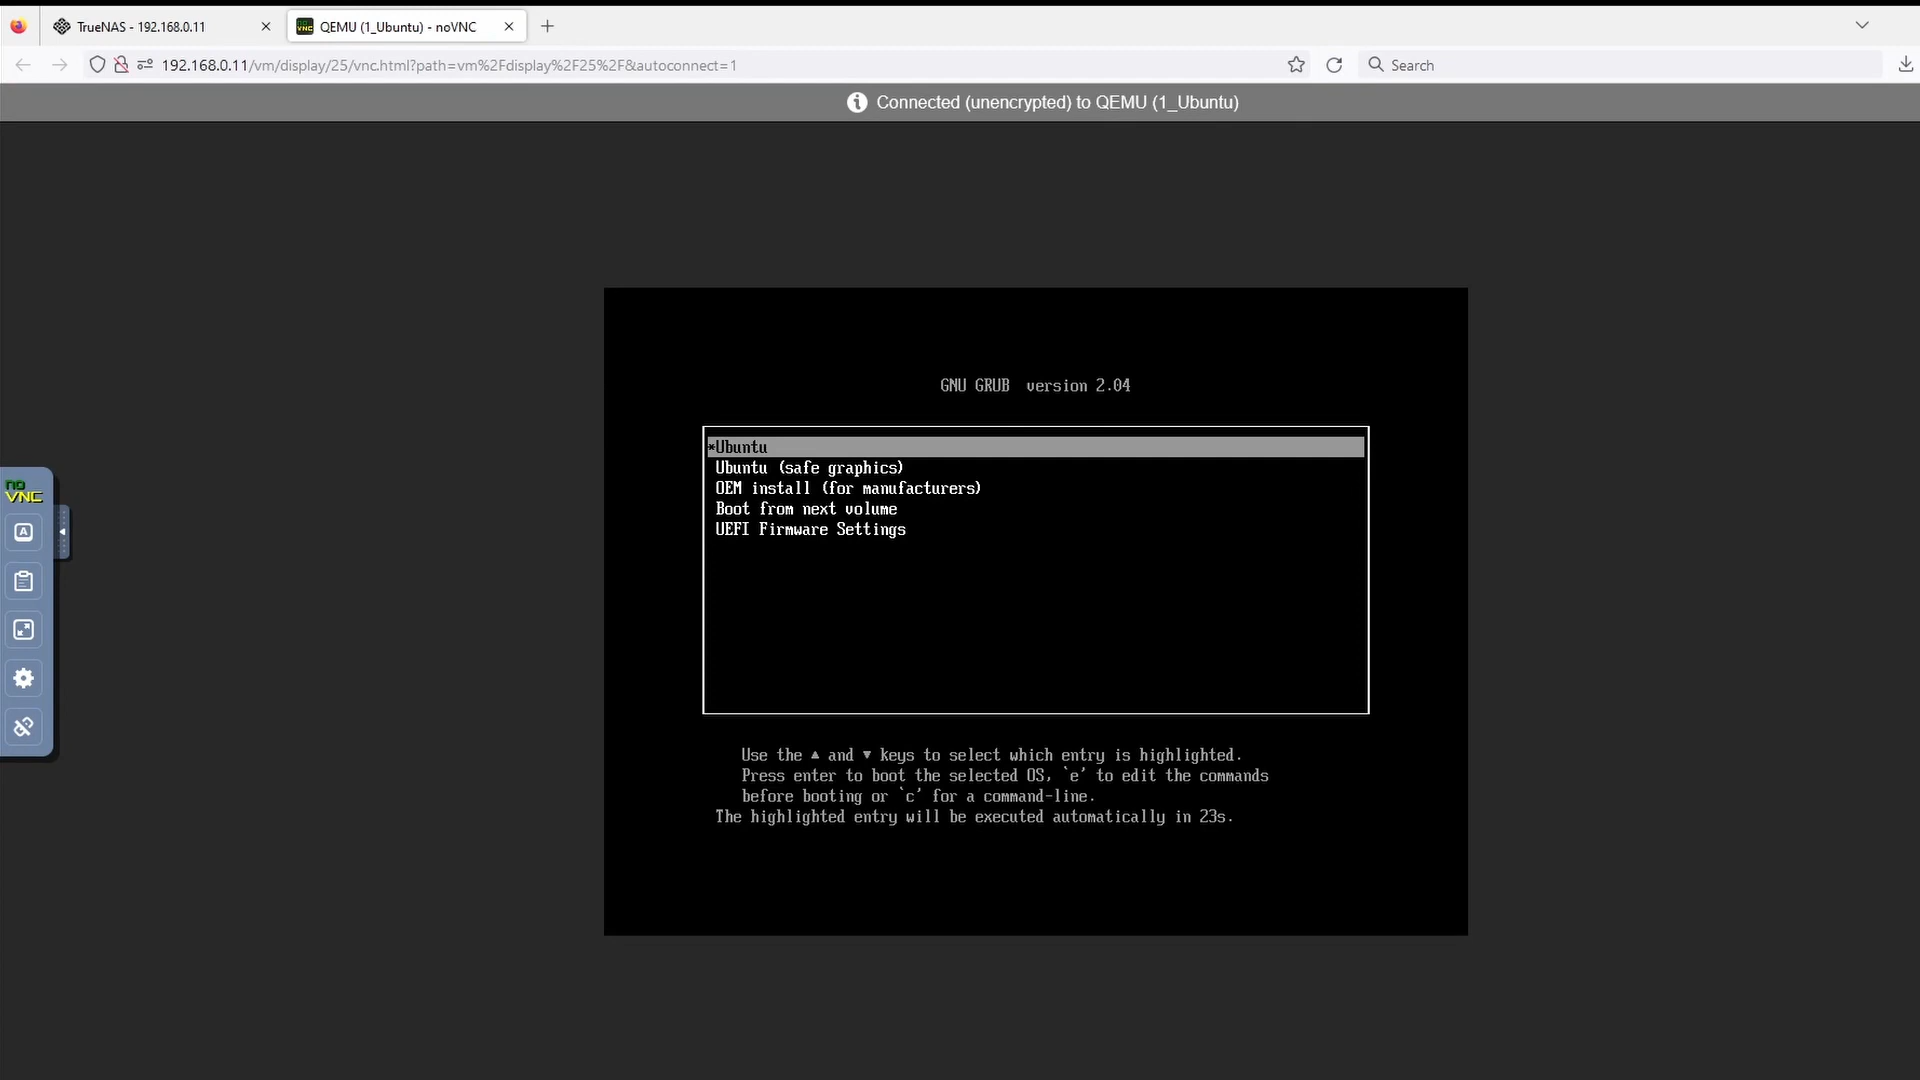 TrueNAS - 192.168.0.11
QEMU (1_Ubuntu) - noVNC
192.168.0.11/vm/display/25/vnc.html?path=vm%2Fdisplay%2F25%2F&autoconnect=1
Search
Connected (unencrypted) to QEMU (1_Ubuntu)
GNU GRUB  version 2.04
*Ubuntu
Ubuntu (safe graphics)
OEM install (for manufacturers)
Boot from next volume
UEFI Firmware Settings
no
VNC
A
Use the ▲ and ▼ keys to select which entry is highlighted.
Press enter to boot the selected OS, `e' to edit the commands
before booting or `c' for a command-line.
The highlighted entry will be executed automatically in 23s.